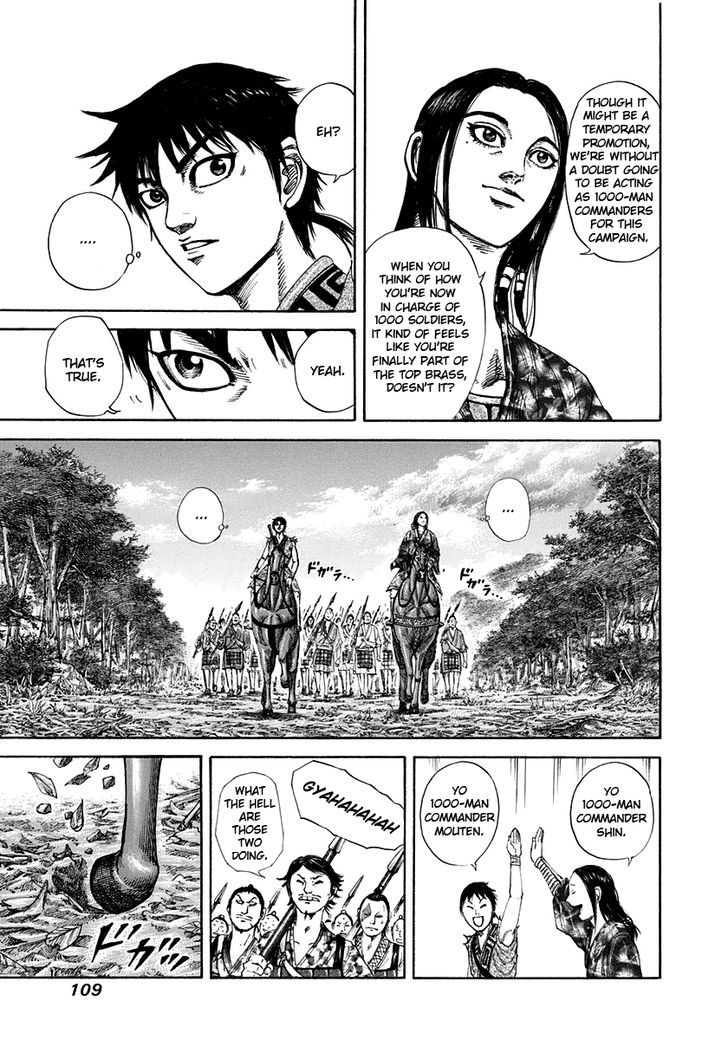 THOUGH IT
MIGHT BE A
TEMPORARY
PROMOTION,
WE'RE WITHOUT
A DOUBT GOING
TO BE ACTING
AS 1000-MAN
COMMANDERS
FOR THIS
CAMPAIGN.
WHEN YOU
THINK OF HOW
YOU'RE NOW
IN CHARGE OF
1000 SOLDIERS,
IT KIND OF FEELS
LIKE YOU'RE
FINALLY PART OF
THE TOP BRASS,
DOESN'T IT?
EH?
....
YEAH.
THAT'S
TRUE.
...
...
ドガラ...
ドガラ...
YO
1000-MAN
COMMANDER
SHIN.
YO
1000-MAN
COMMANDER
MOUTEN.
GYAHAHAHAH
WHAT
THE HELL
ARE
THOSE
TWO
DOING.
ドガッ
109